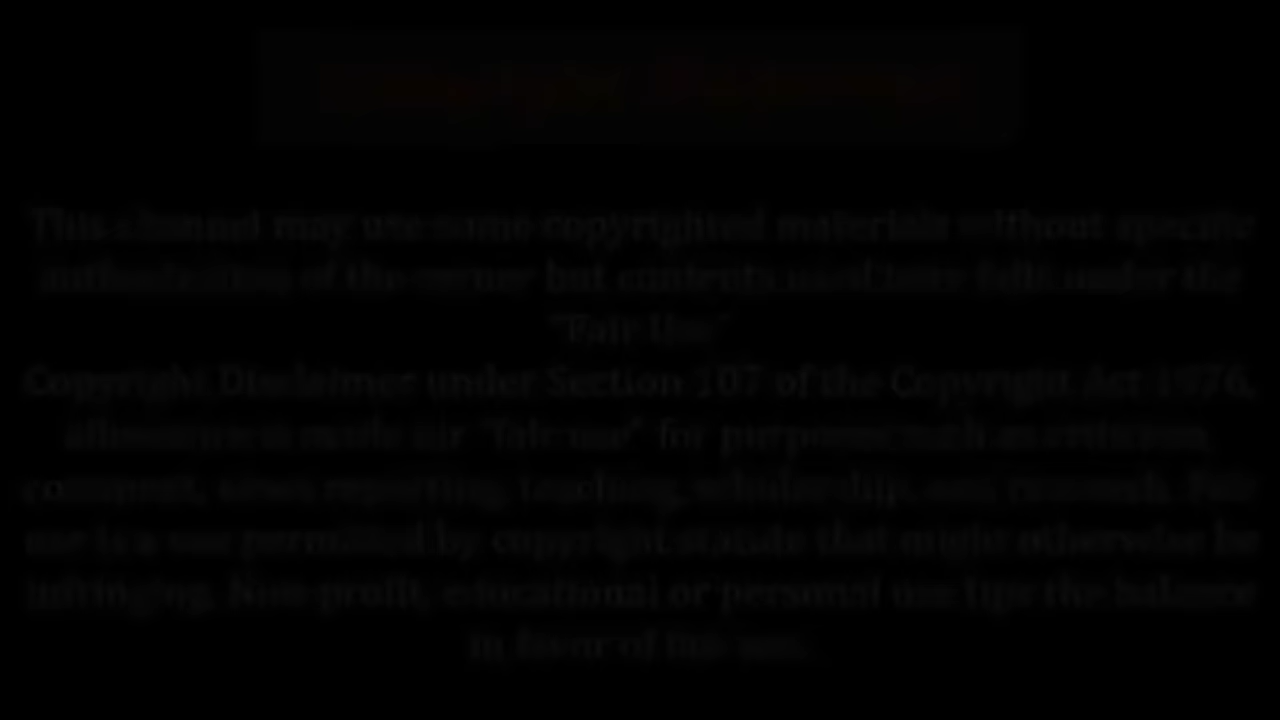 This channel may use some copyrighted materials without specific
authorization of the owner but contents used here falls under the
"Fair Use"
Copyright Disclaimer under Section 107 of the Copyright Act 1976,
allowance is made for "fair use" for purposes such as criticism,
comment, news reporting, teaching, scholarship, and research. Fair
use is a use permitted by copyright statute that might otherwise be
infringing. Non-profit, educational or personal use tips the balance
in favor of fair use.